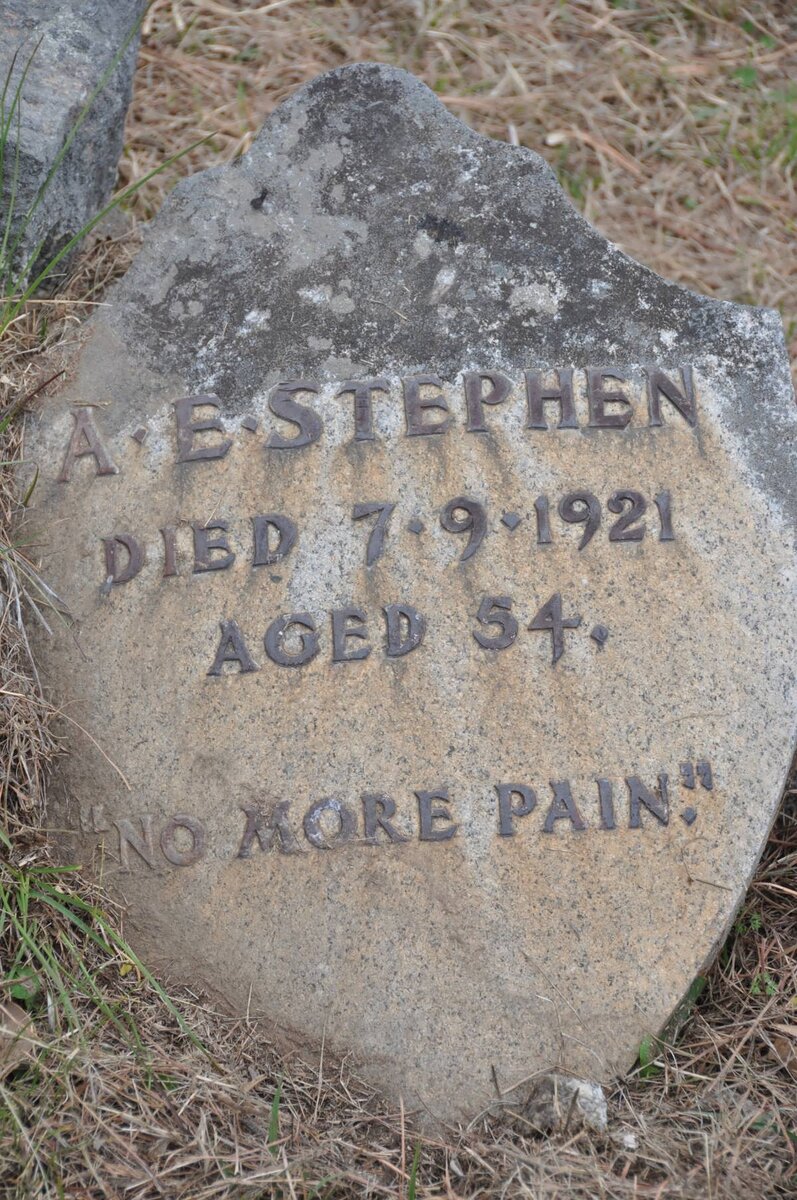 A·E·STEPHEN
DIED 7·9·1921
AGED 54.
"NO MORE PAIN."